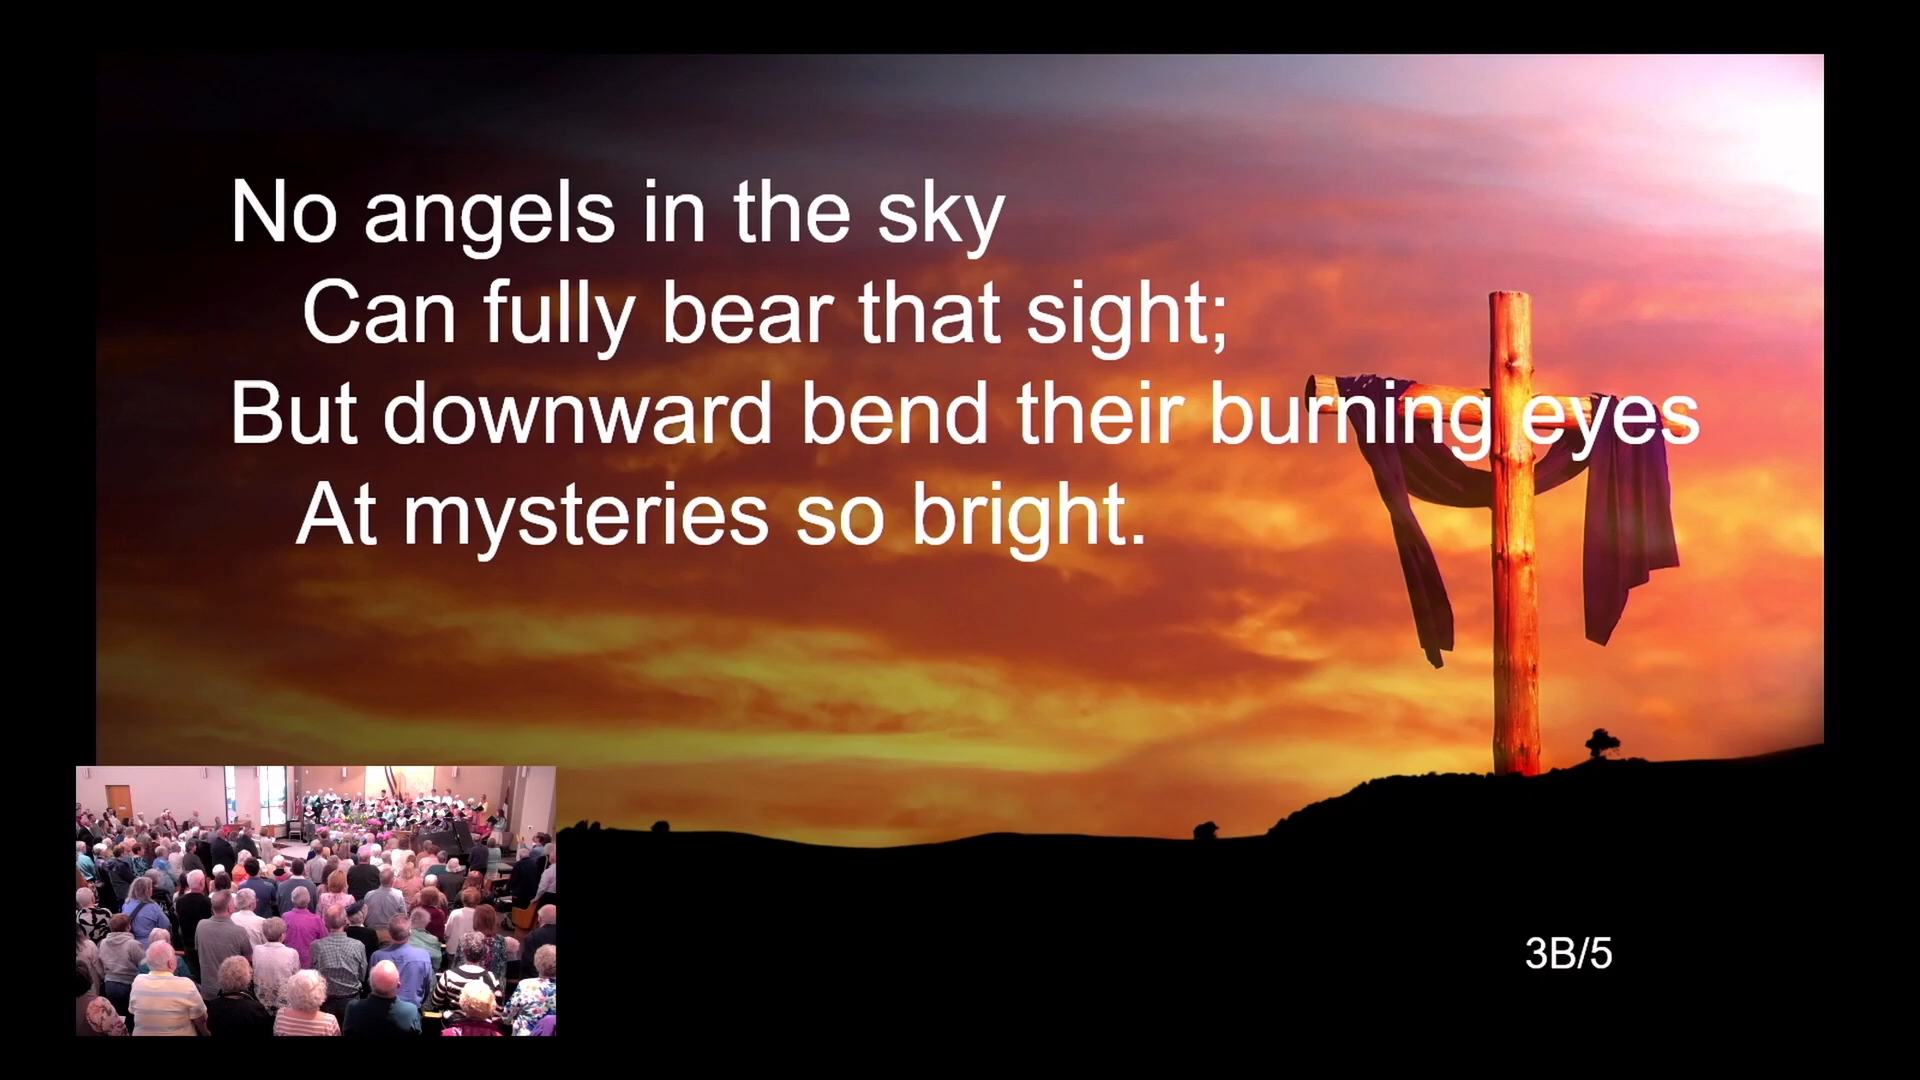 No angels in the sky
Can fully bear that sight;
But downward bend their burning eyes
At mysteries so bright.
3B/5